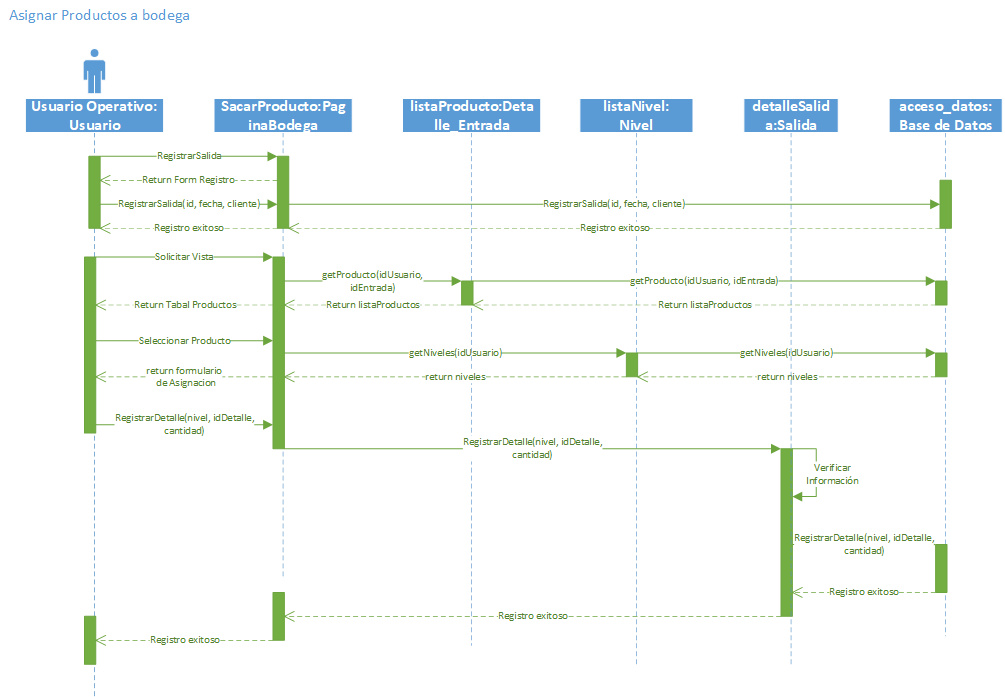 Asignar Productos a bodega
Usuario Operativo:
Usuario
SacarProducto:Pag
inaBodega
listaProducto:Deta
lle_Entrada
listaNivel:
Nivel
detalleSalid
a:Salida
acceso_datos:
Base de Datos
RegistrarSalida
Return Form Registro
RegistrarSalida(id, fecha, cliente)
RegistrarSalida(id, fecha, cliente)
Registro exitoso
Registro exitoso
Solicitar Vista
getProducto(idUsuario,
idEntrada)
getProducto(idUsuario, idEntrada)
Return Tabal Productos
Return listaProductos
Return listaProductos
Seleccionar Producto
getNiveles(idUsuario)
getNiveles(idUsuario)
return formulario
de Asignacion
return niveles
return niveles
RegistrarDetalle(nivel, idDetalle,
cantidad)
RegistrarDetalle(nivel, idDetalle,
cantidad)
Verificar
Información
RegistrarDetalle(nivel, idDetalle,
cantidad)
Registro exitoso
Registro exitoso
Registro exitoso